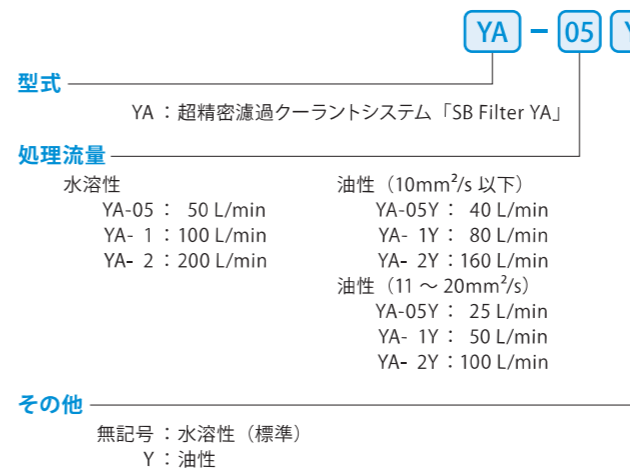 YA - 05 Y
型式
YA：超精密濾過クーラントシステム「SB Filter YA」
処理流量
水溶性
YA-05： 50 L/min
YA- 1：100 L/min
YA- 2：200 L/min
油性（10mm²/s 以下）
YA-05Y： 40 L/min
YA- 1Y： 80 L/min
YA- 2Y：160 L/min
油性（11 ～ 20mm²/s）
YA-05Y： 25 L/min
YA- 1Y： 50 L/min
YA- 2Y：100 L/min
その他
無記号：水溶性（標準）
Y：油性